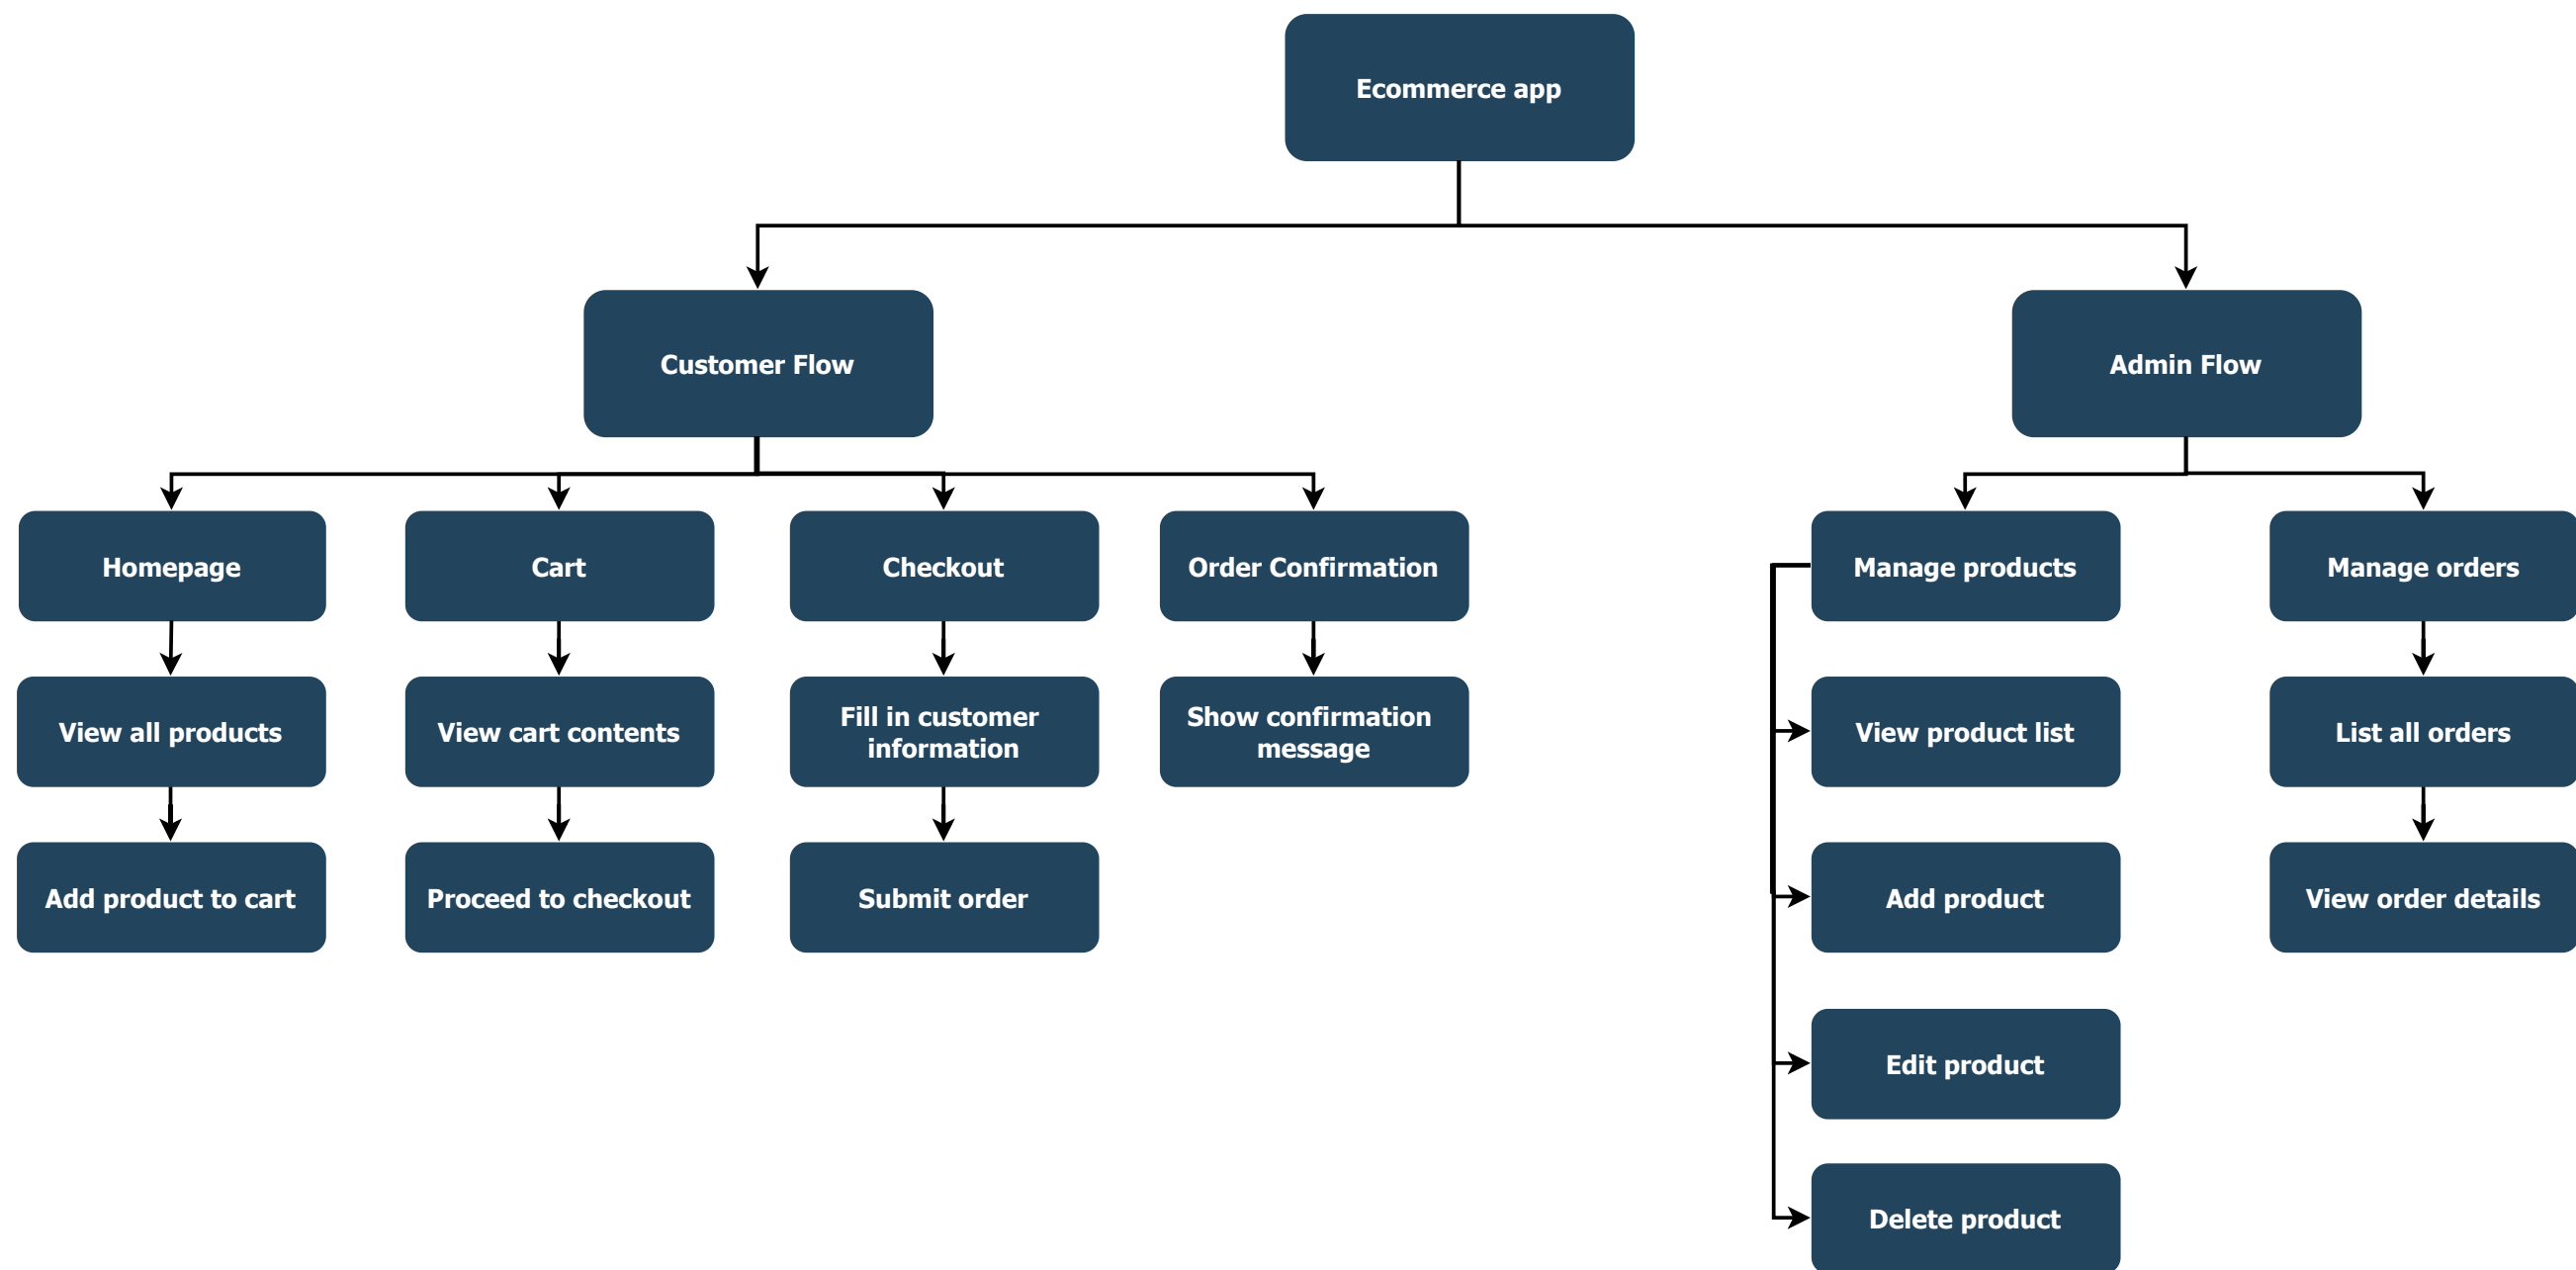 Ecommerce app
Customer Flow
Admin Flow
Homepage
Cart
Checkout
Order Confirmation
Manage products
Manage orders
View all products
View cart contents
Fill in customer
information
Show confirmation
message
View product list
List all orders
Add product to cart
Proceed to checkout
Submit order
Add product
View order details
Edit product
Delete product